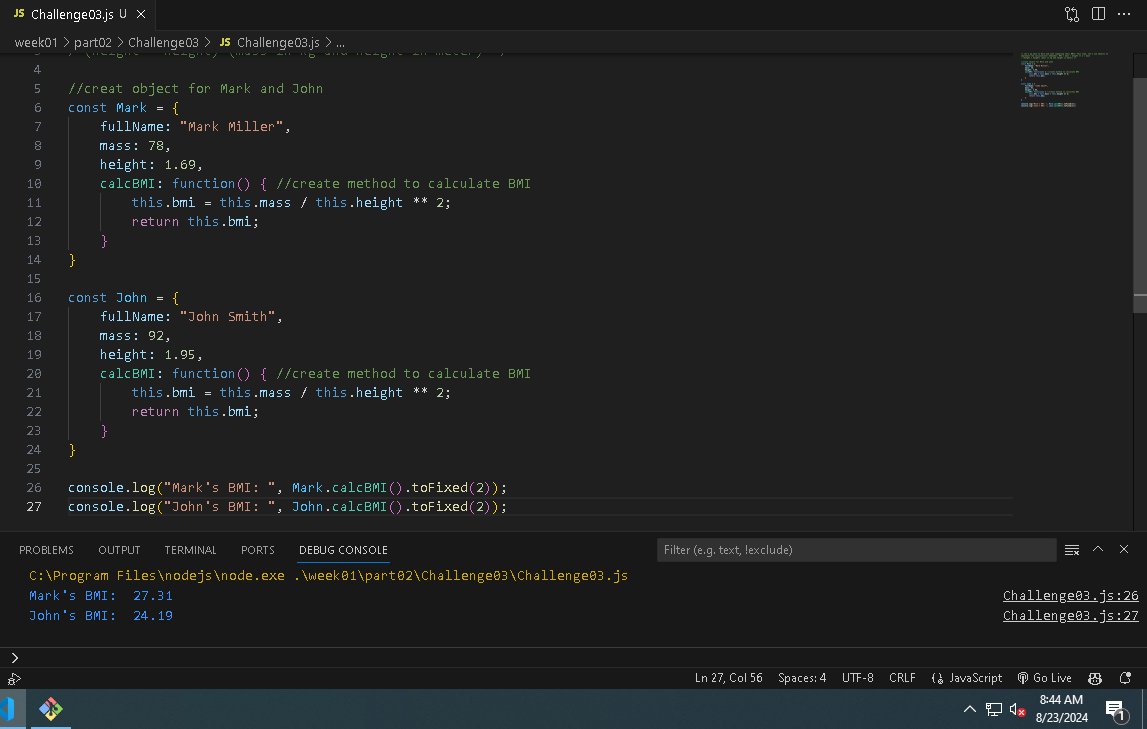 JS Challenge03.js U
week01 > part02 > Challenge03 > JS Challenge03.js > ...
4
5 //creat object for Mark and John
6 const Mark = {
7 fullName: "Mark Miller",
8 mass: 78,
9 height: 1.69,
10 calcBMI: function() { //create method to calculate BMI
11 this.bmi = this.mass / this.height ** 2;
12 return this.bmi;
13 }
14 }
15
16 const John = {
17 fullName: "John Smith",
18 mass: 92,
19 height: 1.95,
20 calcBMI: function() { //create method to calculate BMI
21 this.bmi = this.mass / this.height ** 2;
22 return this.bmi;
23 }
24 }
25
26 console.log("Mark's BMI: ", Mark.calcBMI().toFixed(2));
27 console.log("John's BMI: ", John.calcBMI().toFixed(2));
PROBLEMS OUTPUT TERMINAL PORTS DEBUG CONSOLE Filter (e.g. text, !exclude)
C:\Program Files\nodejs\node.exe .\week01\part02\Challenge03\Challenge03.js
Mark's BMI:  27.31 Challenge03.js:26
John's BMI:  24.19 Challenge03.js:27
>
Ln 27, Col 56 Spaces: 4 UTF-8 CRLF JavaScript Go Live
8:44 AM
8/23/2024
1